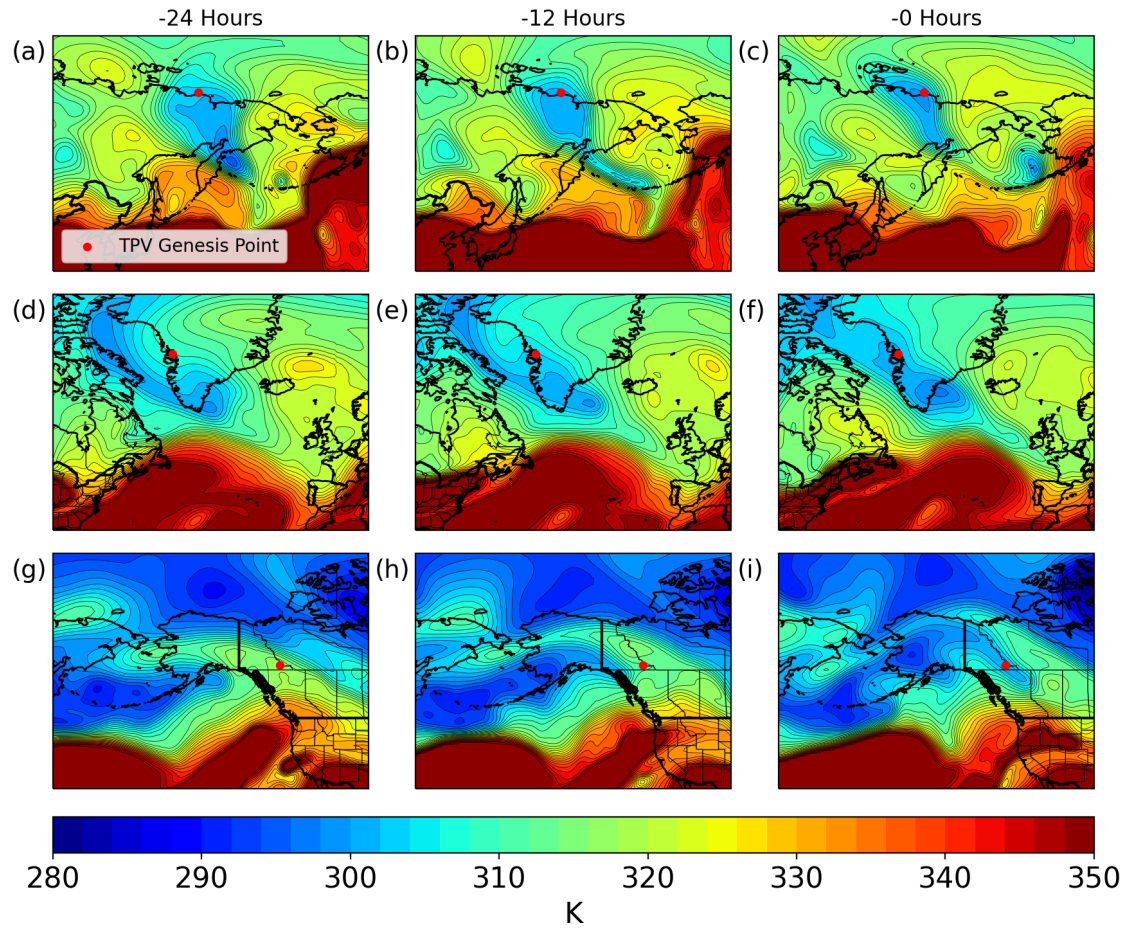 -24 Hours
-12 Hours
-0 Hours
(a)
(b)
(c)
TPV Genesis Point
(d)
(e)
(f)
(g)
(h)
(i)
280 290 300 310 320 330 340 350
K